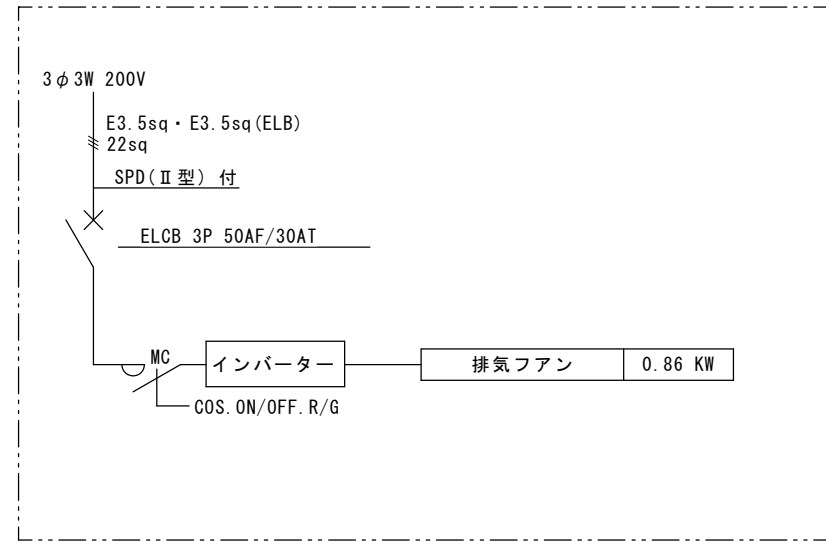 3φ3W 200V
E3.5sq・E3.5sq(ELB)
22sq
SPD(Ⅱ型) 付
ELCB 3P 50AF/30AT
MC
インバーター
排気フアン
0.86 KW
COS.ON/OFF.R/G